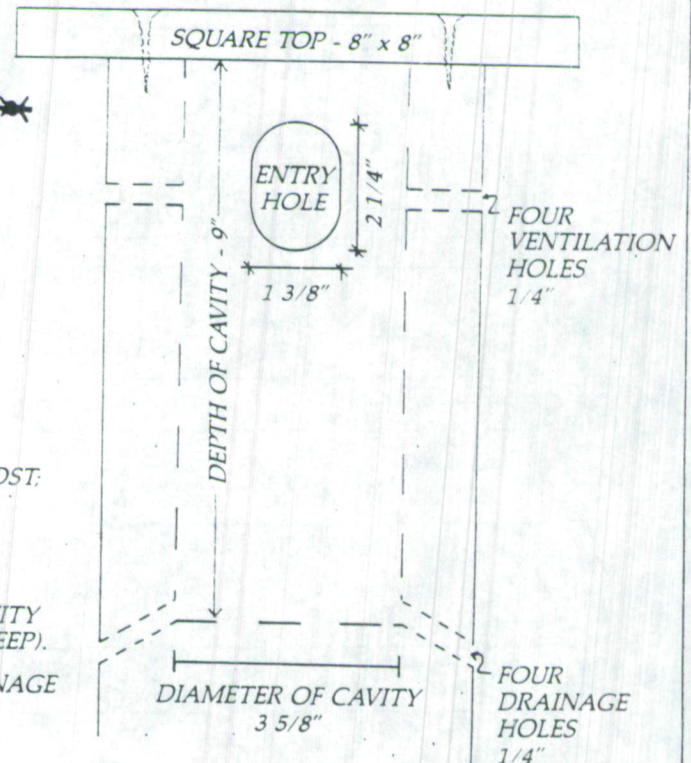 SQUARE TOP - 8" x 8"
ENTRY
HOLE
2 1/4"
1 3/8"
DEPTH OF CAVITY - 9"
FOUR
VENTILATION
HOLES
1/4"
DIAMETER OF CAVITY
3 5/8"
FOUR
DRAINAGE
HOLES
1/4"